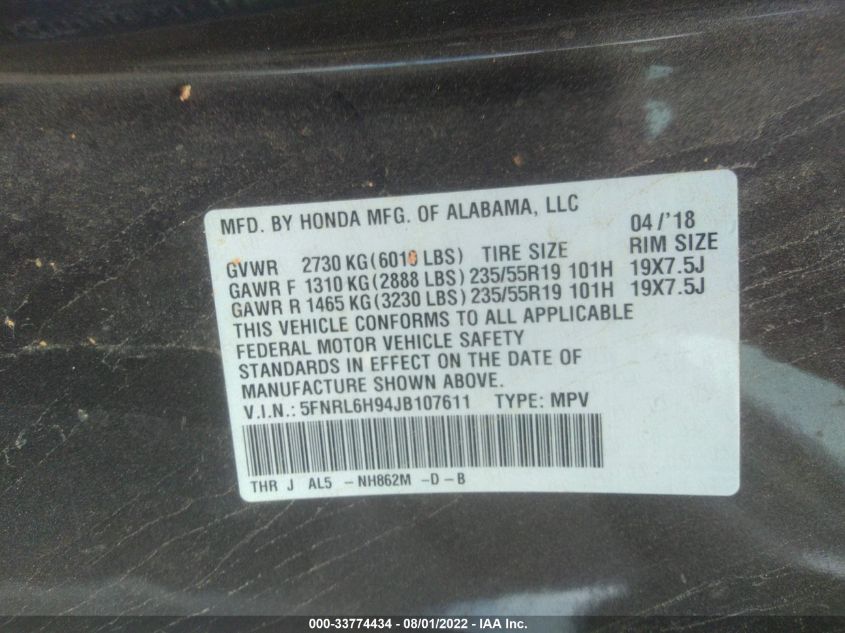 MFD. BY HONDA MFG. OF ALABAMA, LLC 04/'18
GVWR 2730 KG(6018 LBS) TIRE SIZE RIM SIZE
GAWR F 1310 KG(2888 LBS) 235/55R19 101H 19X7.5J
GAWR R 1465 KG(3230 LBS) 235/55R19 101H 19X7.5J
THIS VEHICLE CONFORMS TO ALL APPLICABLE
FEDERAL MOTOR VEHICLE SAFETY
STANDARDS IN EFFECT ON THE DATE OF
MANUFACTURE SHOWN ABOVE.
V.I.N.: 5FNRL6H94JB107611 TYPE: MPV
THR J AL5 -NH862M -D-B
000-33774434 - 08/01/2022 - IAA Inc.